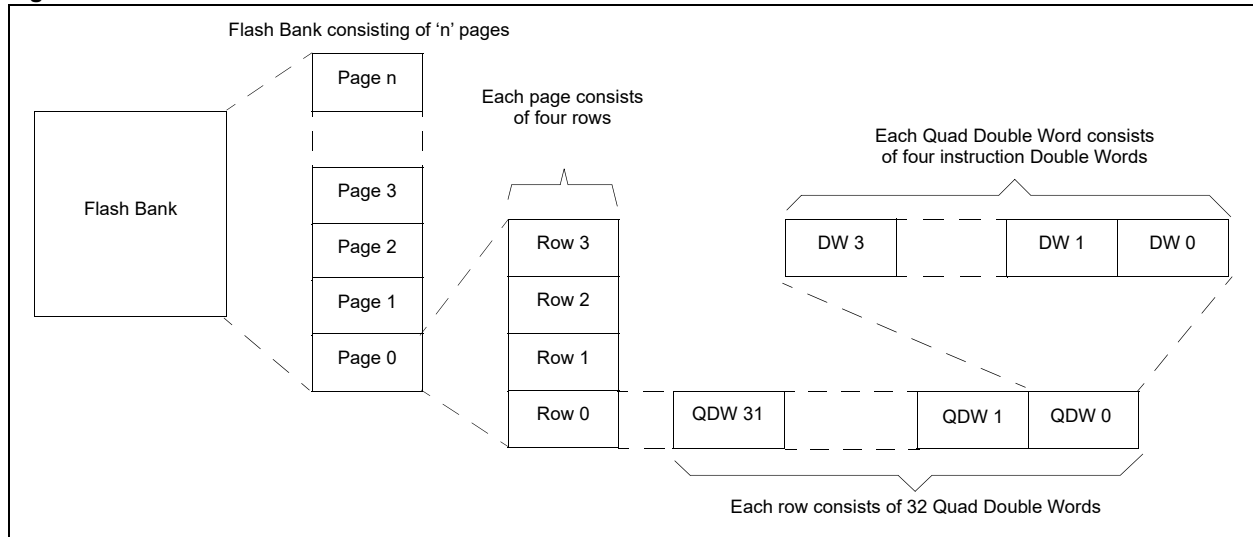 Flash Bank consisting of ‘n’ pages
Page n
Page 3
Page 2
Page 1
Page 0
Flash Bank
Each page consists
of four rows
Row 3
Row 2
Row 1
Row 0
Each Quad Double Word consists
of four instruction Double Words
DW 3
DW 1
DW 0
QDW 31
QDW 1
QDW 0
Each row consists of 32 Quad Double Words